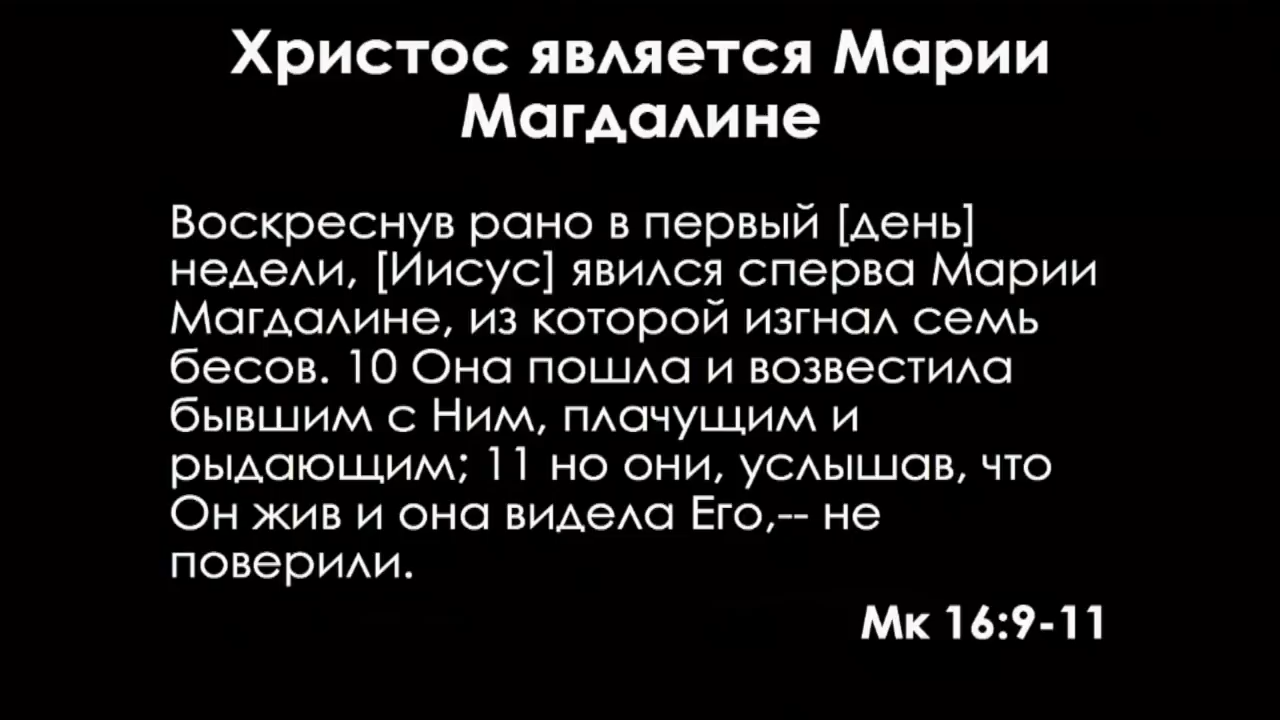 Христос является Марии
Магдалине
Воскреснув рано в первый [день]
недели, [Иисус] явился сперва Марии
Магдалине, из которой изгнал семь
бесов. 10 Она пошла и возвестила
бывшим с Ним, плачущим и
рыдающим; 11 но они, услышав, что
Он жив и она видела Его,-- не
поверили.
Мк 16:9-11